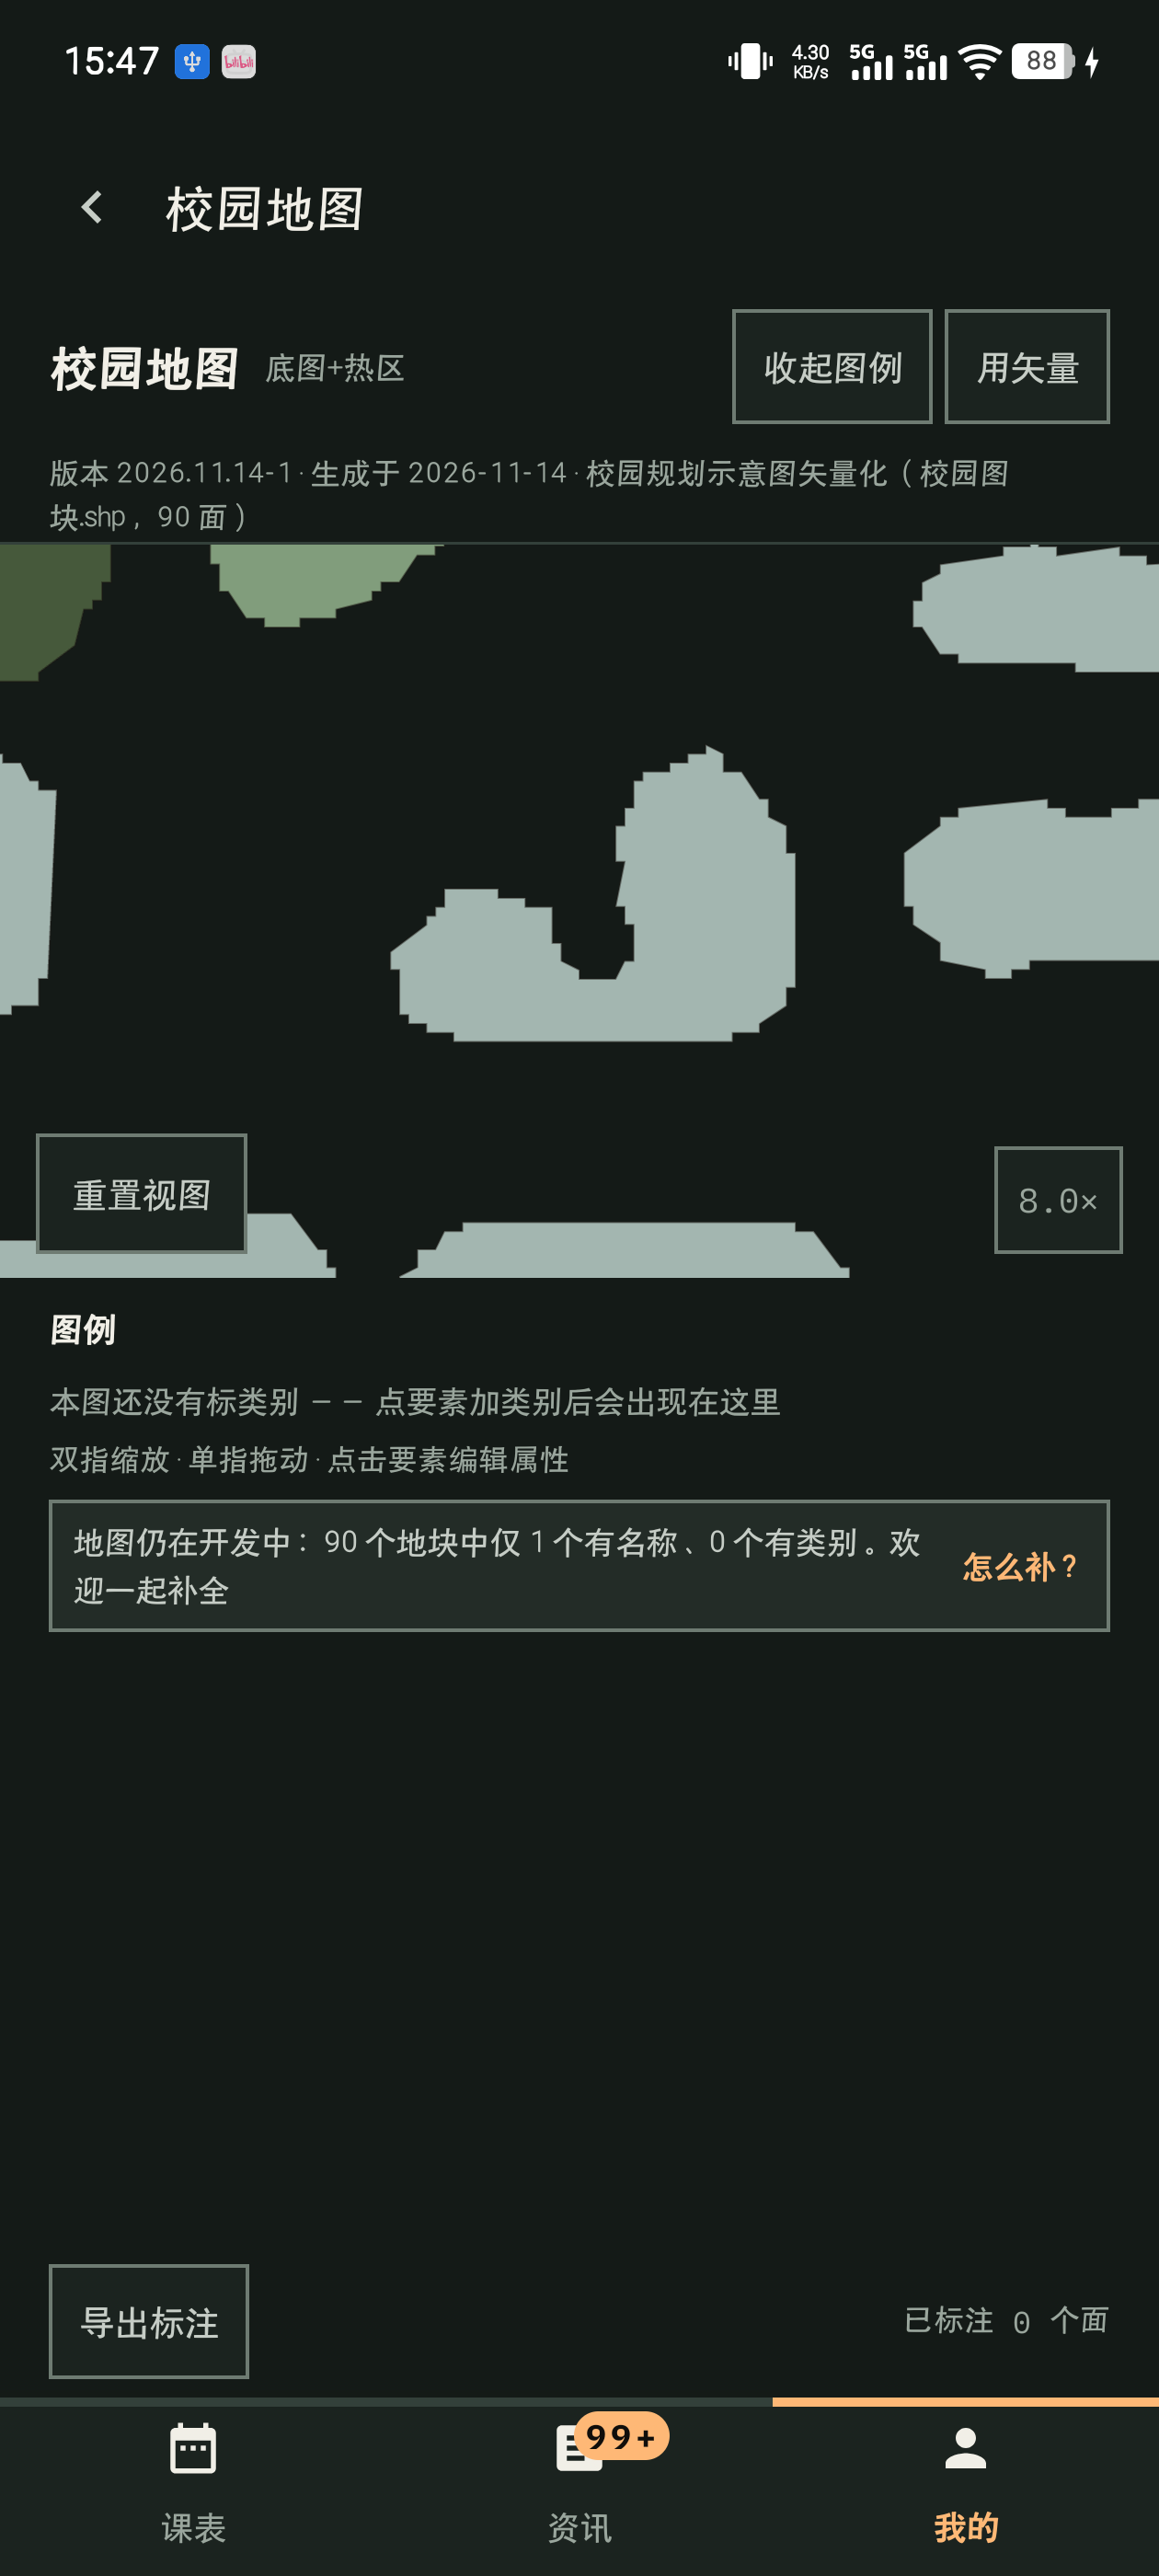 15:47
bilibili
4.30
KB/s
5G
5G
88
校园地图
校园地图
底图+热区
收起图例
用矢量
版本 2026.11.14-1 · 生成于 2026-11-14 · 校园规划示意图矢量化（校园图
块.shp，90 面）
重置视图
8.0×
图例
本图还没有标类别 —— 点要素加类别后会出现在这里
双指缩放 · 单指拖动 · 点击要素编辑属性
地图仍在开发中：90 个地块中仅 1 个有名称、0 个有类别。欢
迎一起补全
怎么补？
导出标注
已标注 0 个面
99+
课表
资讯
我的